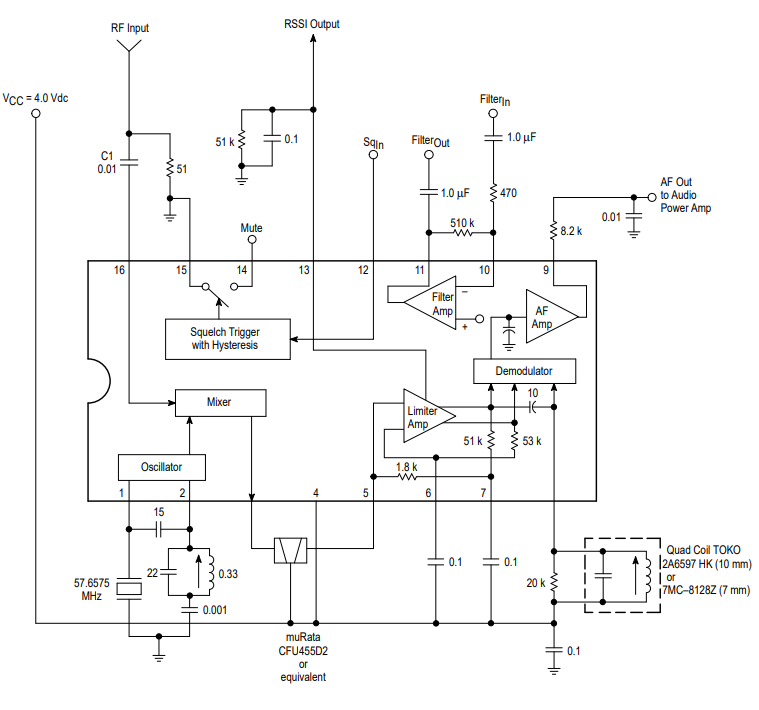 RF Input
RSSI Output
VCC = 4.0 Vdc
FilterIn
1.0 µF
C1
0.01
51
51 k
0.1
SqIn
FilterOut
1.0 µF
470
510 k
AF Out
to Audio
Power Amp
0.01
8.2 k
Mute
16
15
14
13
12
11
10
9
Filter
Amp
–
+
AF
Amp
Squelch Trigger
with Hysteresis
Demodulator
Mixer
Limiter
Amp
10
51 k
53 k
Oscillator
1.8 k
1
2
4
5
6
7
15
22
0.33
57.6575
MHz
0.001
0.1
0.1
20 k
Quad Coil TOKO
2A6597 HK (10 mm)
or
7MC–8128Z (7 mm)
muRata
CFU455D2
or
equivalent
0.1